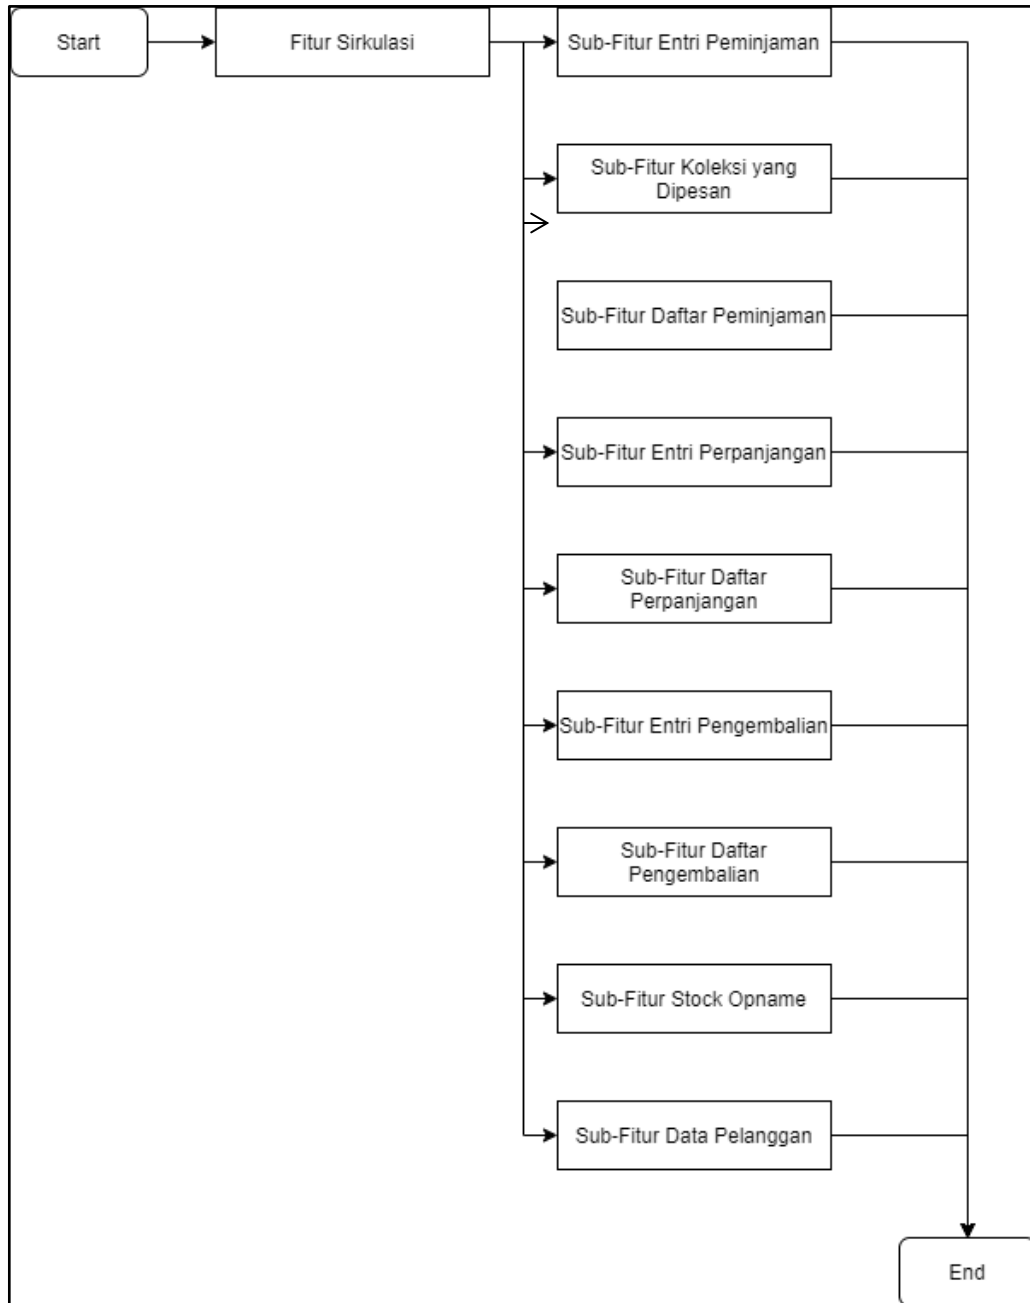 Start
Fitur Sirkulasi
Sub-Fitur Entri Peminjaman
Sub-Fitur Koleksi yang
Dipesan
Sub-Fitur Daftar Peminjaman
Sub-Fitur Entri Perpanjangan
Sub-Fitur Daftar
Perpanjangan
Sub-Fitur Entri Pengembalian
Sub-Fitur Daftar
Pengembalian
Sub-Fitur Stock Opname
Sub-Fitur Data Pelanggan
End